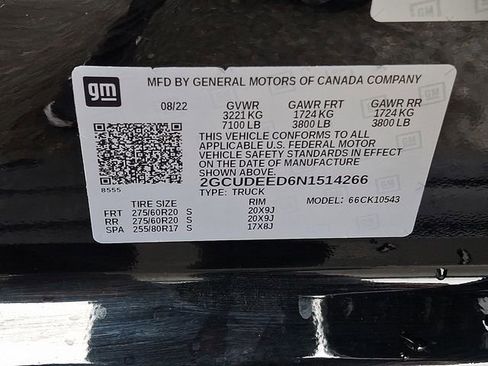 gm
MFD BY GENERAL MOTORS OF CANADA COMPANY
08/22 GVWR GAWR FRT GAWR RR
3221 KG 1724 KG 1724 KG
7100 LB 3800 LB 3800 LB
THIS VEHICLE CONFORMS TO ALL
APPLICABLE U.S. FEDERAL MOTOR
VEHICLE SAFETY STANDARDS IN EFFECT
ON THE DATE OF MANUFACTURE
SHOWN ABOVE.
2GCUDEED6N1514266
8555
TYPE: TRUCK
TIRE SIZE RIM MODEL: 66CK10543
FRT 275/60R20 S 20X9J
RR 275/60R20 S 20X9J
SPA 255/80R17 S 17X8J